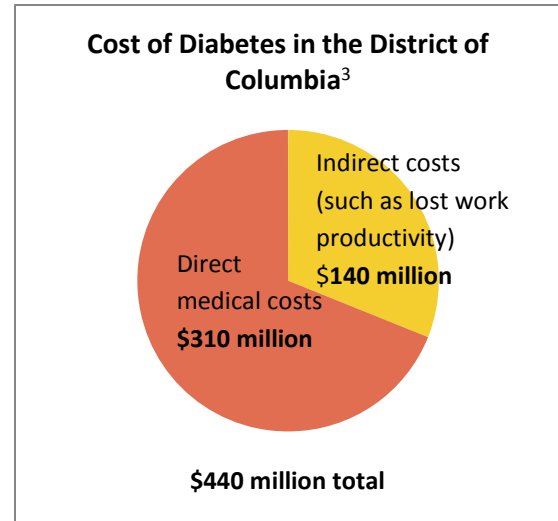 Cost of Diabetes in the District of
Columbia³
Indirect costs
(such as lost work
productivity)
$140 million
Direct
medical costs
$310 million
$440 million total